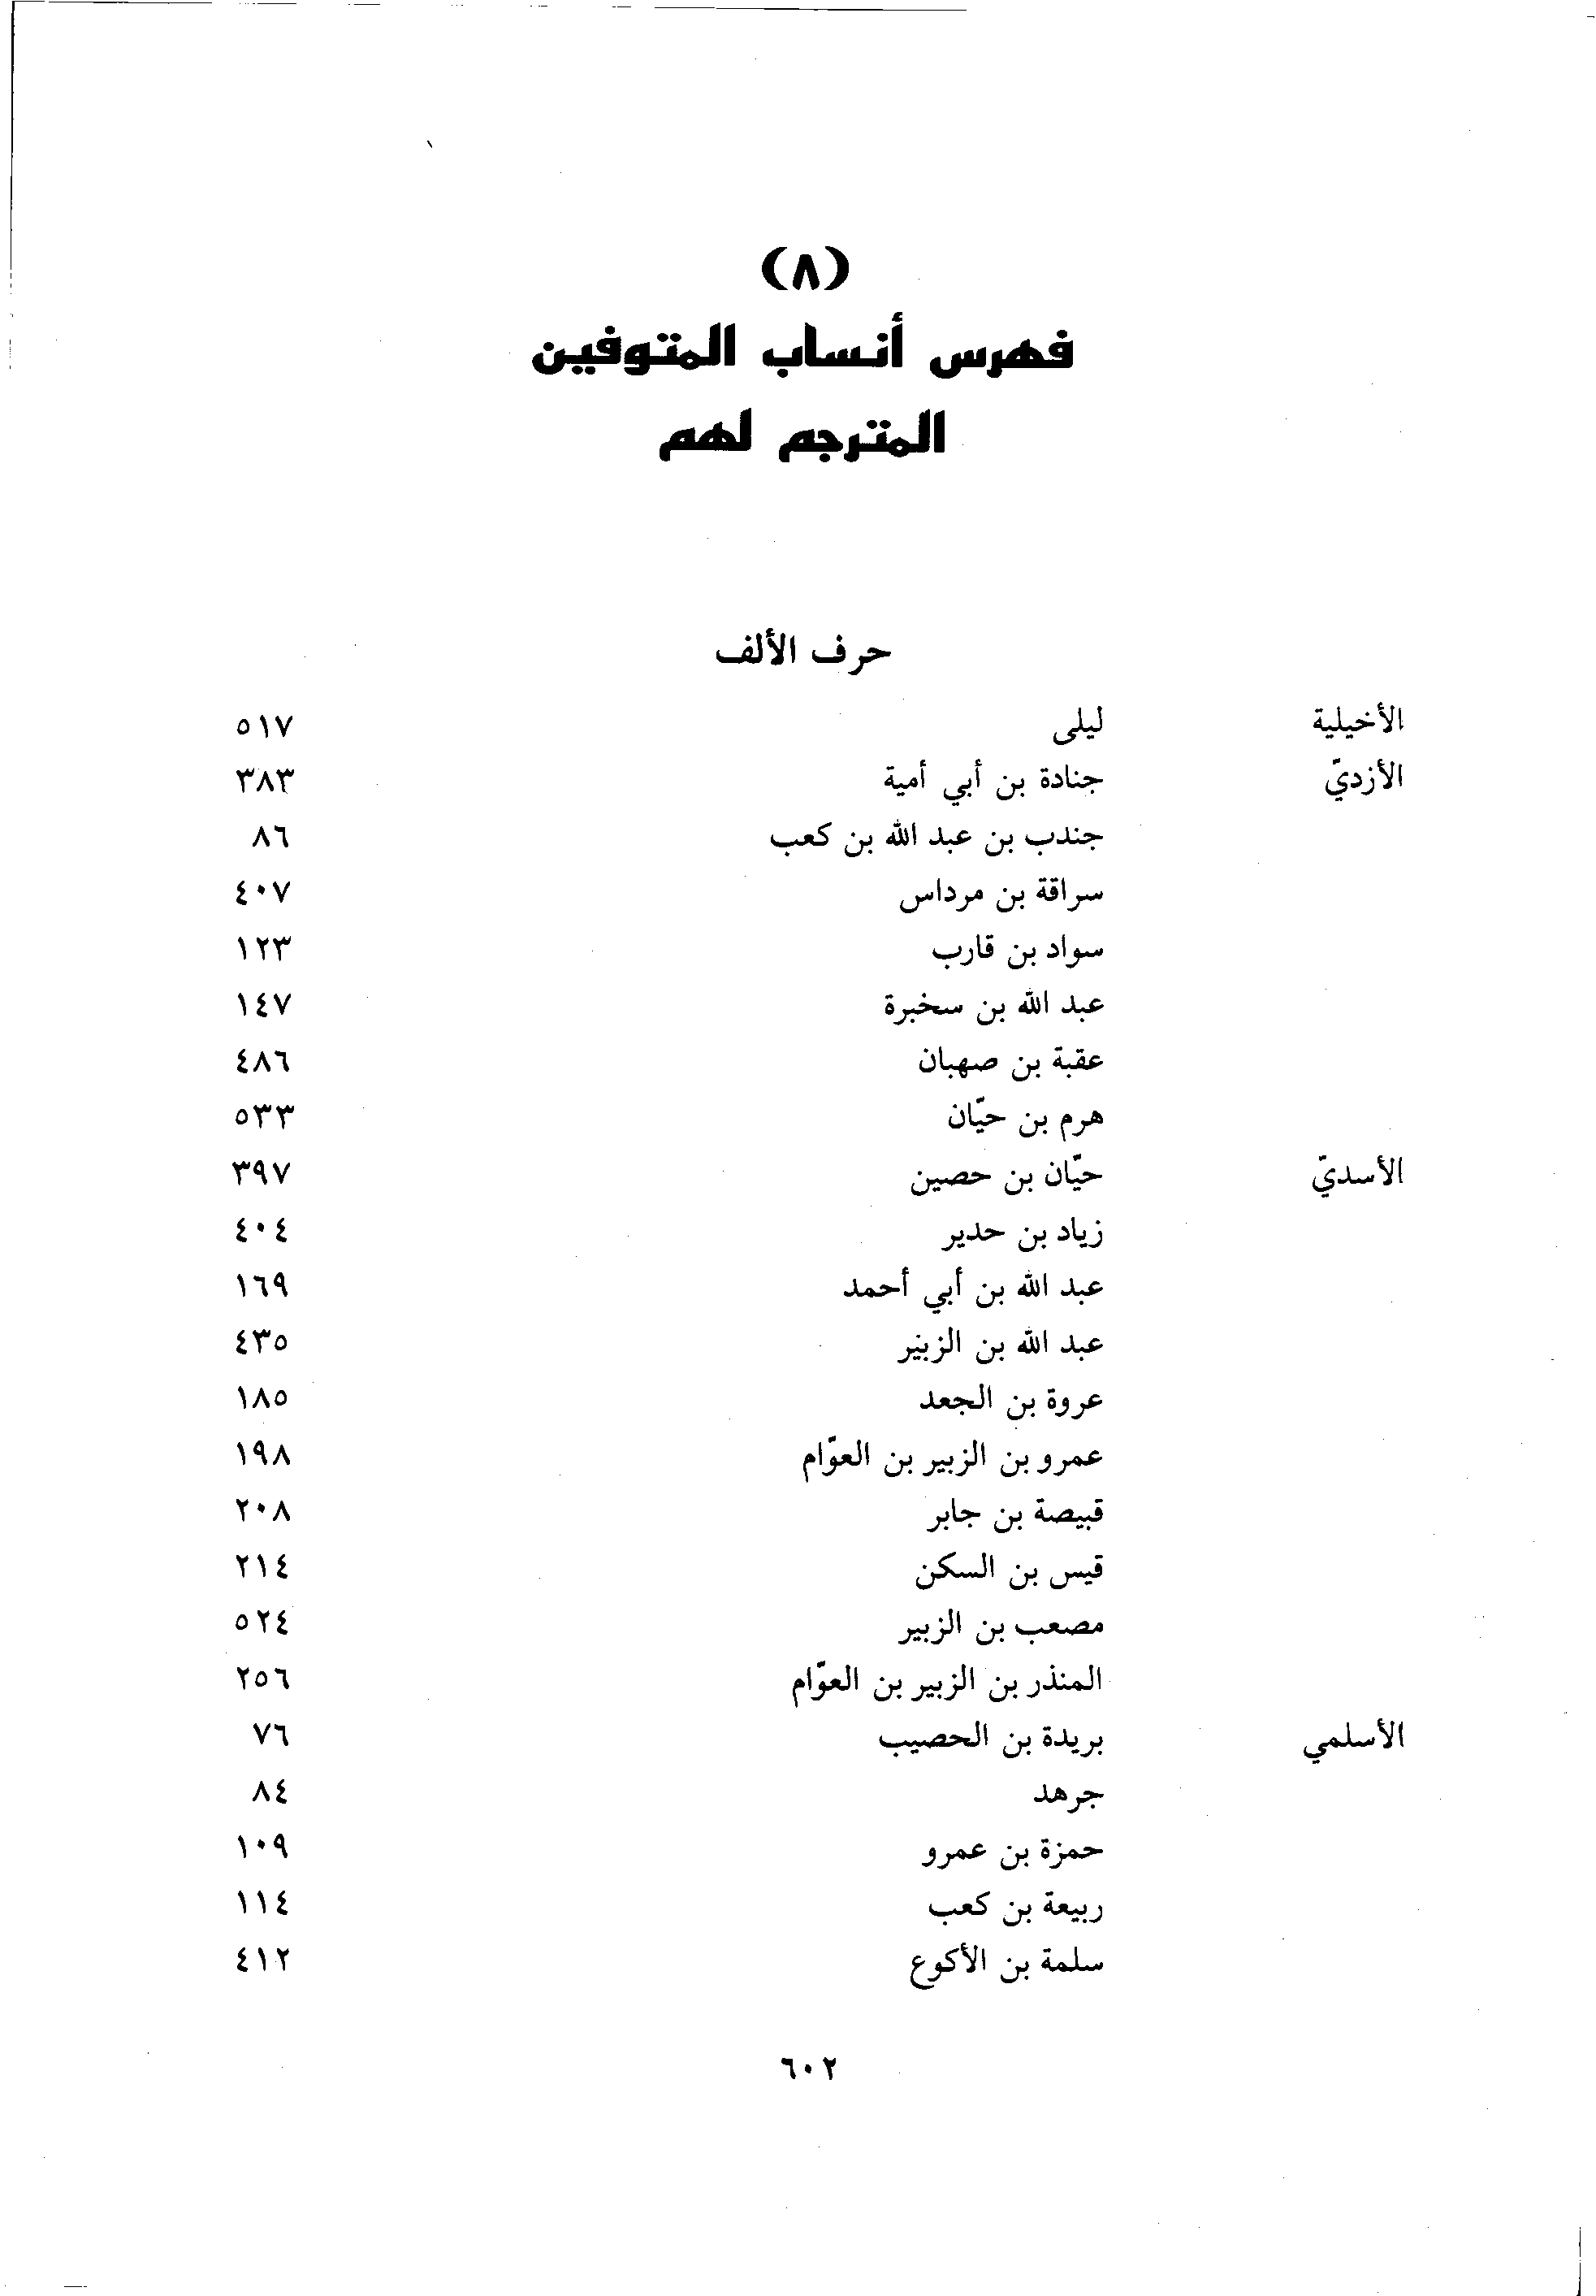 (٨)
فهرس أنساب المتوفين
المترجم لهم
حرف الألف
الأخيلية ليلى ٥١٧
الأزديّ جنادة بن أبي أمية ٣٨٣
جندب بن عبد الله بن كعب ٨٦
سراقة بن مرداس ٤٠٧
سواد بن قارب ١٢٣
عبد الله بن سخبرة ١٤٧
عقبة بن صهبان ٤٨٦
هرم بن حيّان ٥٣٣
الأسديّ حيّان بن حصين ٣٩٧
زياد بن حدير ٤٠٤
عبد الله بن أبي أحمد ١٦٩
عبد الله بن الزبير ٤٣٥
عروة بن الجعد ١٨٥
عمرو بن الزبير بن العوّام ١٩٨
قبيصة بن جابر ٢٠٨
قيس بن السكن ٢١٤
مصعب بن الزبير ٥٢٤
المنذر بن الزبير بن العوّام ٢٥٦
الأسلمي بريدة بن الحصيب ٧٦
جرهد ٨٤
حمزة بن عمرو ١٠٩
ربيعة بن كعب ١١٤
سلمة بن الأكوع ٤١٢
٦٠٢